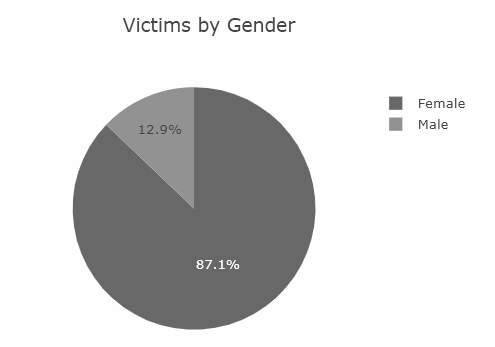 Victims by Gender
Female
Male
12.9%
87.1%